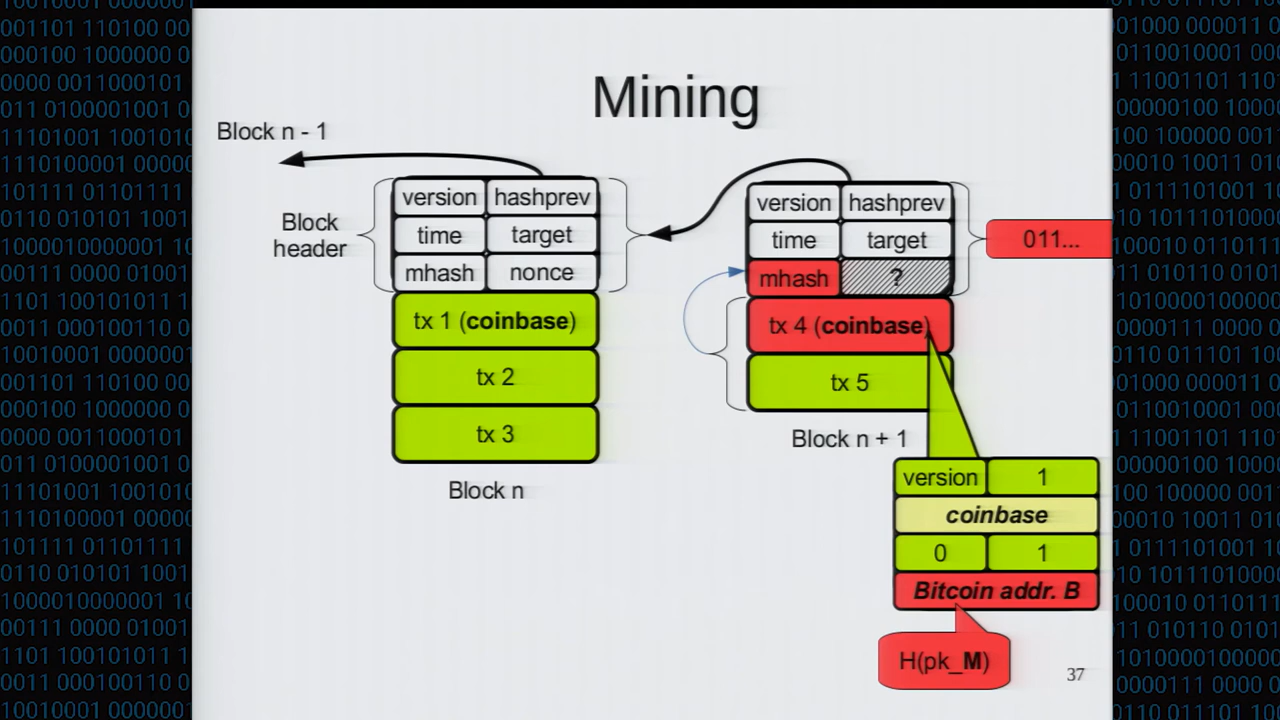 Mining
Block n - 1
version hashprev
time target
mhash nonce
Block
header
tx 1 (coinbase)
tx 2
tx 3
Block n
version hashprev
time target
mhash ?
011...
tx 4 (coinbase)
tx 5
Block n + 1
version 1
coinbase
0 1
Bitcoin addr. B
H(pk_M)
37